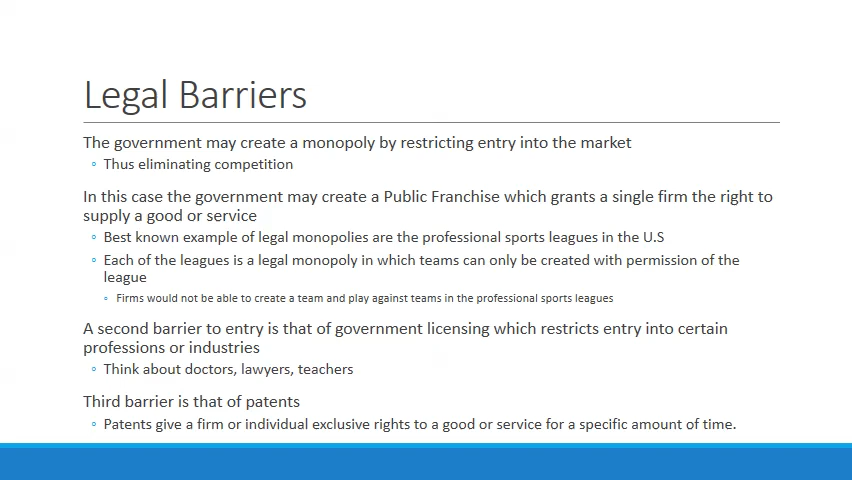 Legal Barriers
The government may create a monopoly by restricting entry into the market
◦ Thus eliminating competition
In this case the government may create a Public Franchise which grants a single firm the right to
supply a good or service
◦ Best known example of legal monopolies are the professional sports leagues in the U.S
◦ Each of the leagues is a legal monopoly in which teams can only be created with permission of the
league
◦ Firms would not be able to create a team and play against teams in the professional sports leagues
A second barrier to entry is that of government licensing which restricts entry into certain
professions or industries
◦ Think about doctors, lawyers, teachers
Third barrier is that of patents
◦ Patents give a firm or individual exclusive rights to a good or service for a specific amount of time.